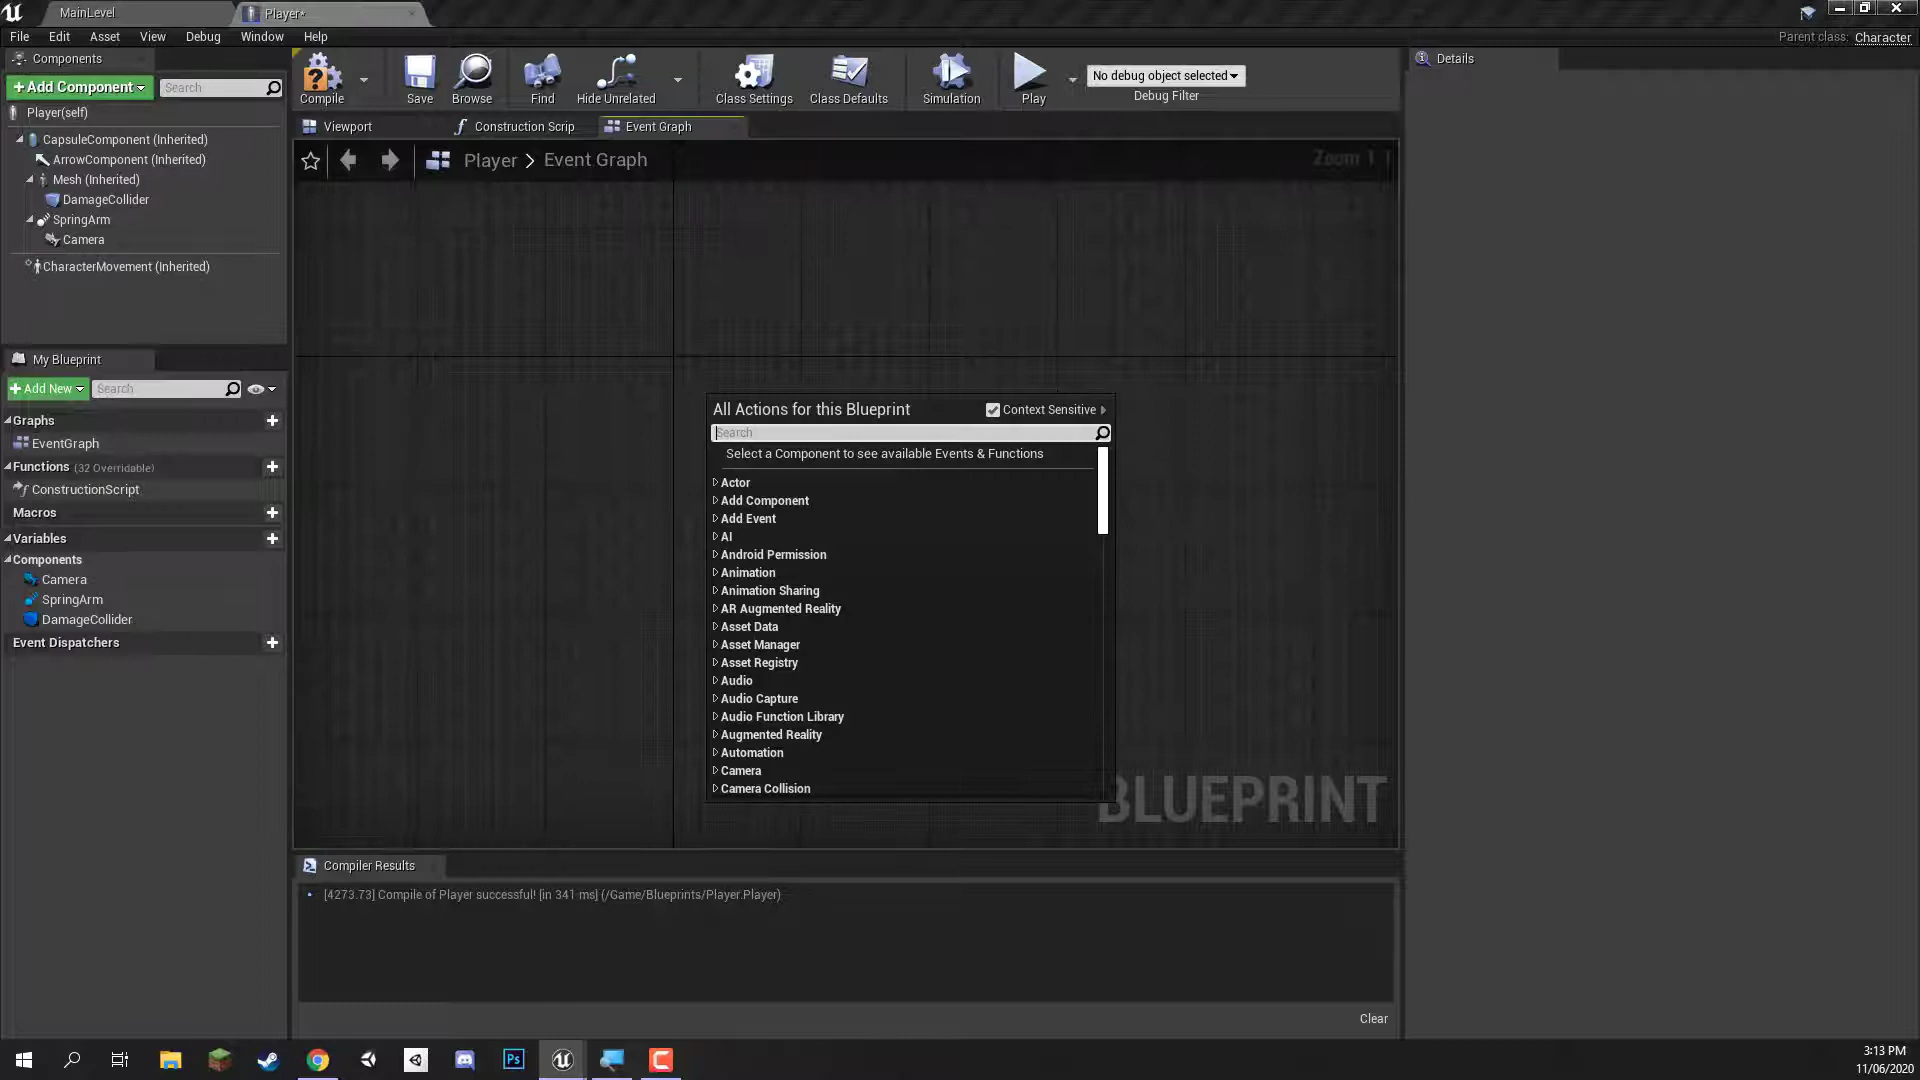 MainLevel
Player*
File Edit Asset View Debug Window Help
Parent class: Character
Components
+Add Component
Search
Player(self)
CapsuleComponent (Inherited)
ArrowComponent (Inherited)
Mesh (Inherited)
DamageCollider
SpringArm
Camera
CharacterMovement (Inherited)
Compile
Save
Browse
Find
Hide Unrelated
Class Settings
Class Defaults
Simulation
Play
No debug object selected
Debug Filter
Viewport
Construction Scrip
Event Graph
Player > Event Graph
Zoom 1
My Blueprint
+Add New
Search
Graphs
EventGraph
Functions (32 Overridable)
ConstructionScript
Macros
Variables
Components
Camera
SpringArm
DamageCollider
Event Dispatchers
All Actions for this Blueprint
Context Sensitive
Search
Select a Component to see available Events & Functions
Actor
Add Component
Add Event
AI
Android Permission
Animation
Animation Sharing
AR Augmented Reality
Asset Data
Asset Manager
Asset Registry
Audio
Audio Capture
Audio Function Library
Augmented Reality
Automation
Camera
Camera Collision
BLUEPRINT
Compiler Results
[4273.73] Compile of Player successful! [in 341 ms] (/Game/Blueprints/Player.Player)
Clear
Details
Ps
3:13 PM
11/06/2020